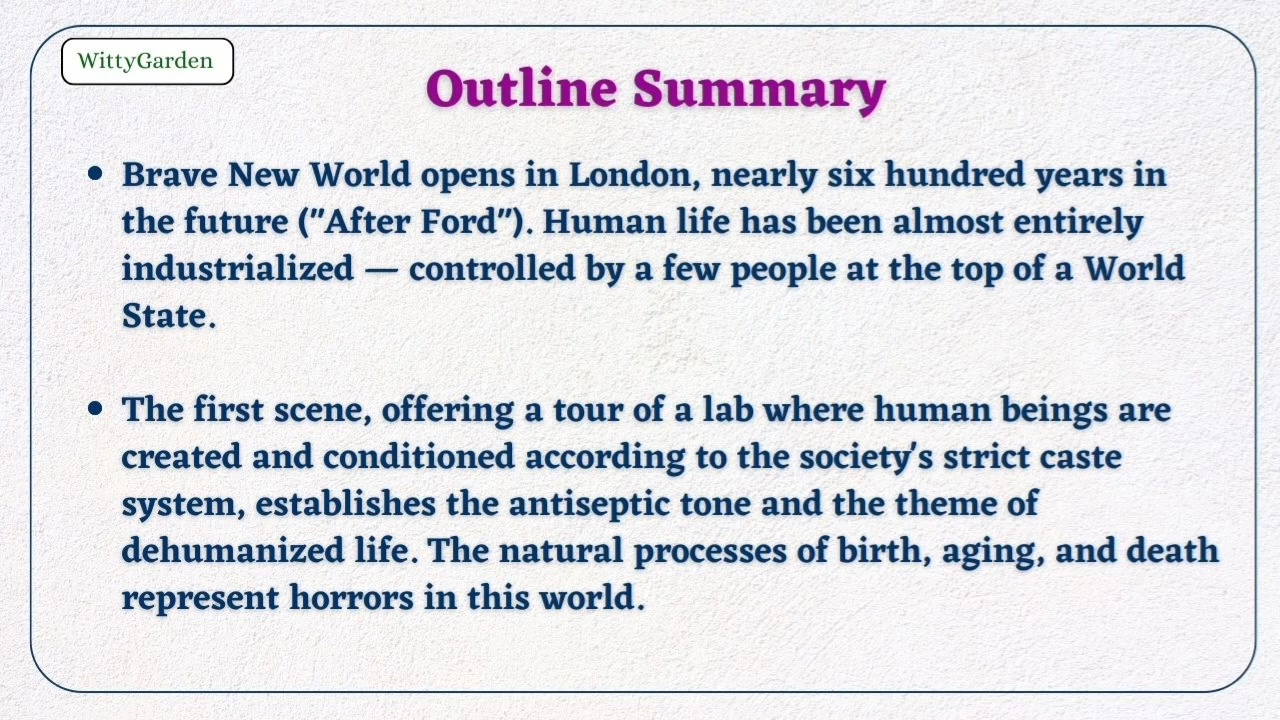 WittyGarden
Outline Summary
• Brave New World opens in London, nearly six hundred years in
the future ("After Ford"). Human life has been almost entirely
industrialized — controlled by a few people at the top of a World
State.
• The first scene, offering a tour of a lab where human beings are
created and conditioned according to the society's strict caste
system, establishes the antiseptic tone and the theme of
dehumanized life. The natural processes of birth, aging, and death
represent horrors in this world.